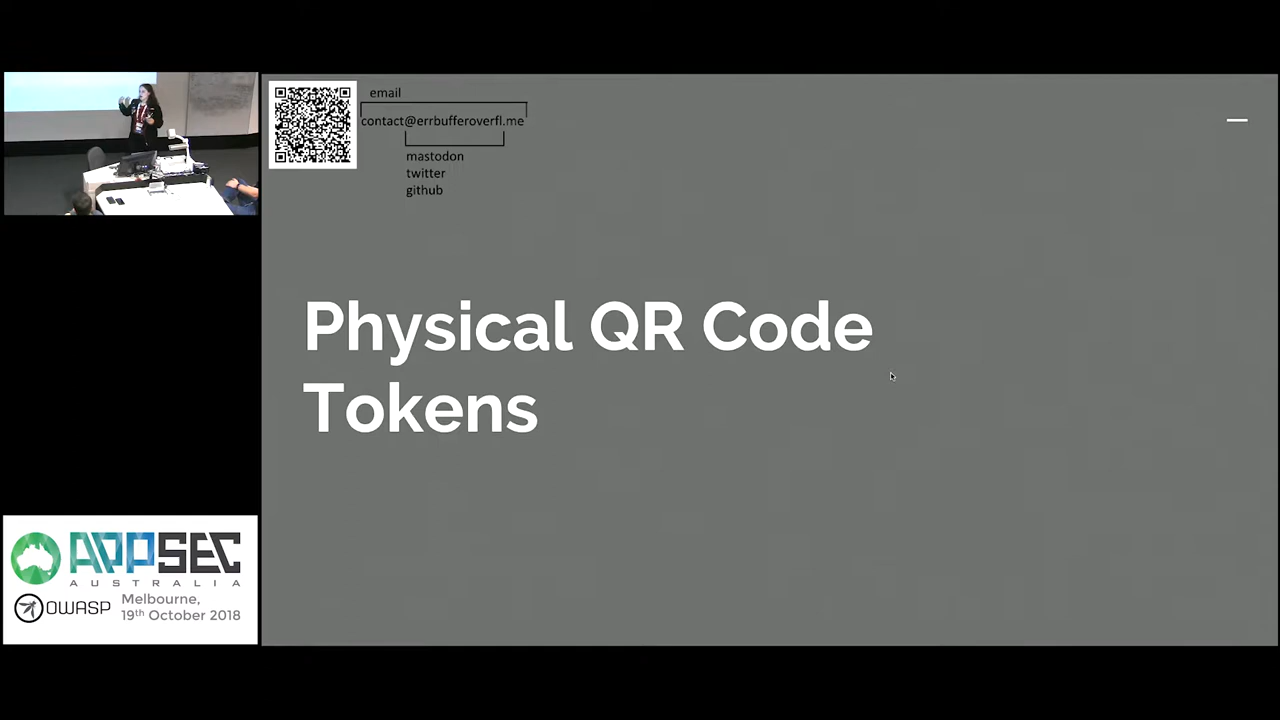 email
contact@errbufferoverfl.me
mastodon
twitter
github
Physical QR Code
Tokens
APPSEC
AUSTRALIA
OWASP
Melbourne,
19th October 2018